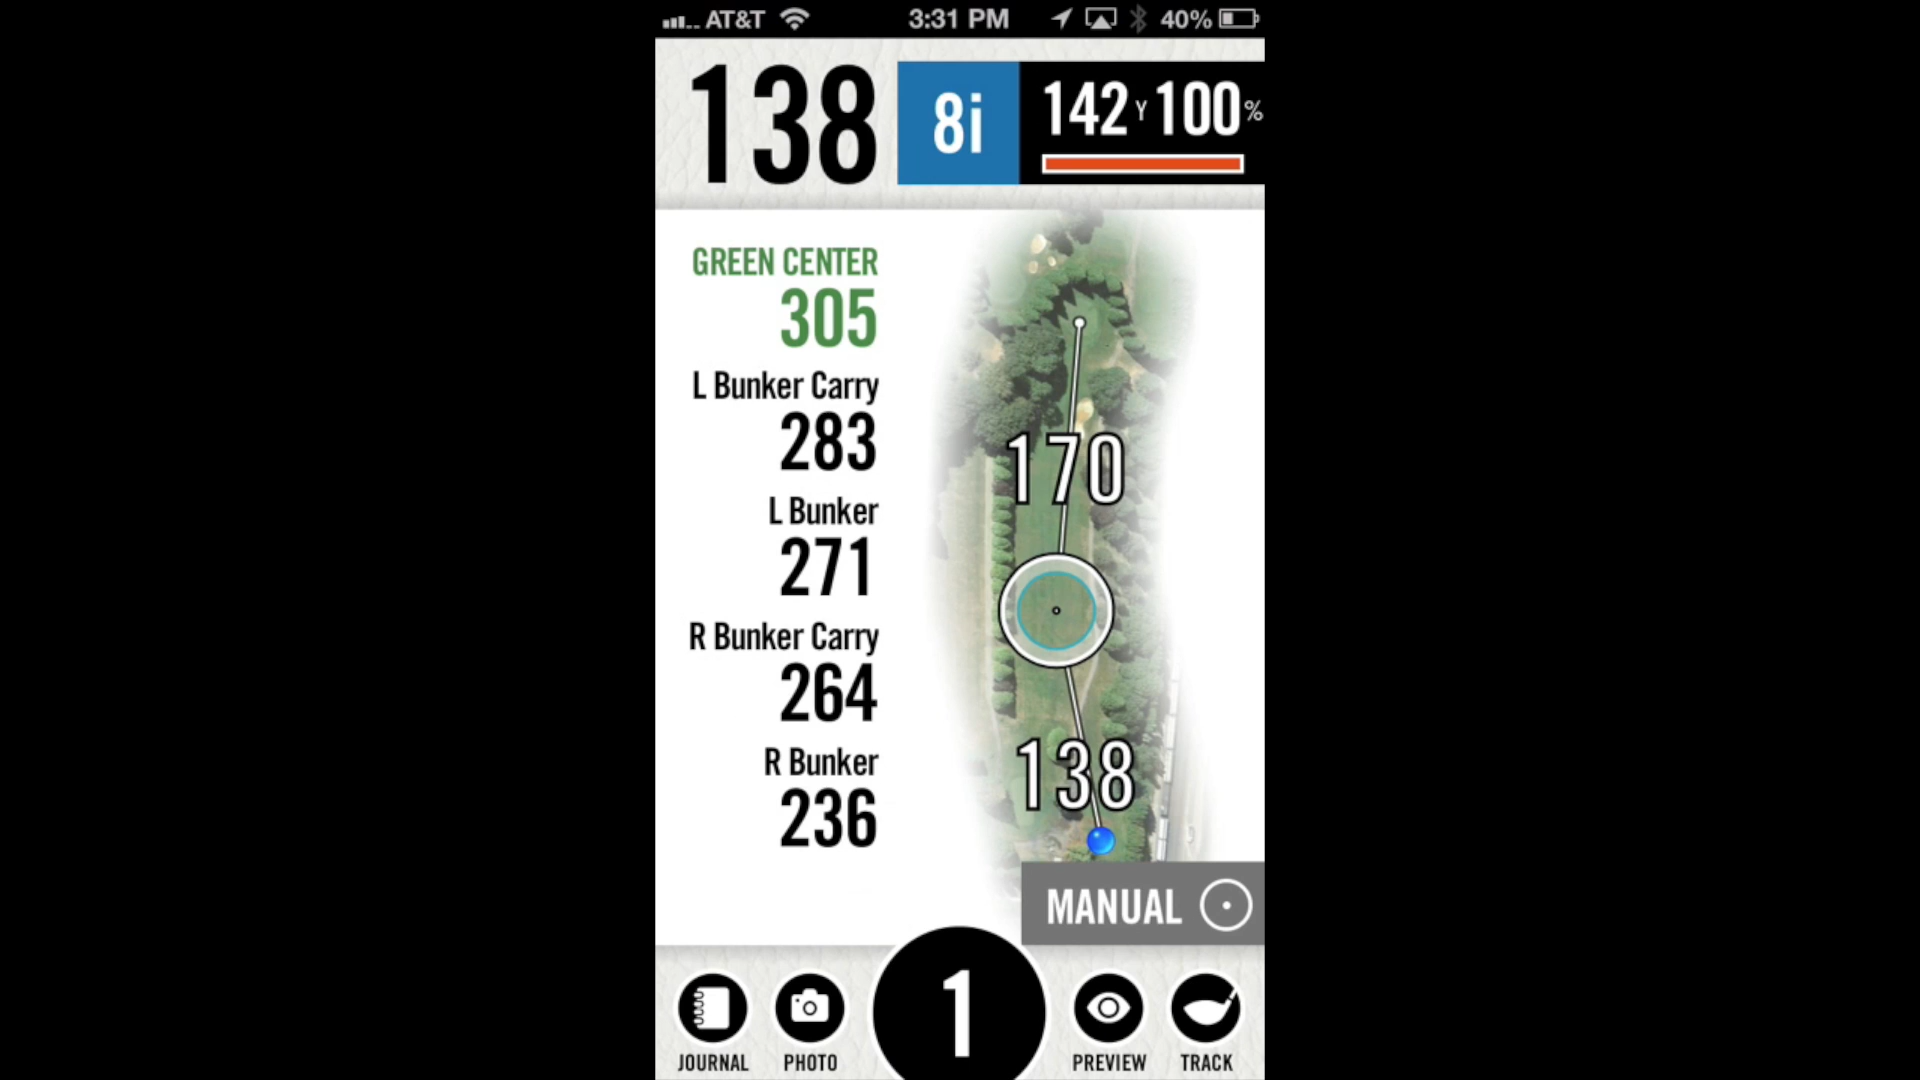 AT&T 3:31 PM 40%
138 8i 142 Y 100 %
GREEN CENTER
305
L Bunker Carry
283
L Bunker
271
R Bunker Carry
264
R Bunker
236
170
138
MANUAL
1
JOURNAL PHOTO PREVIEW TRACK